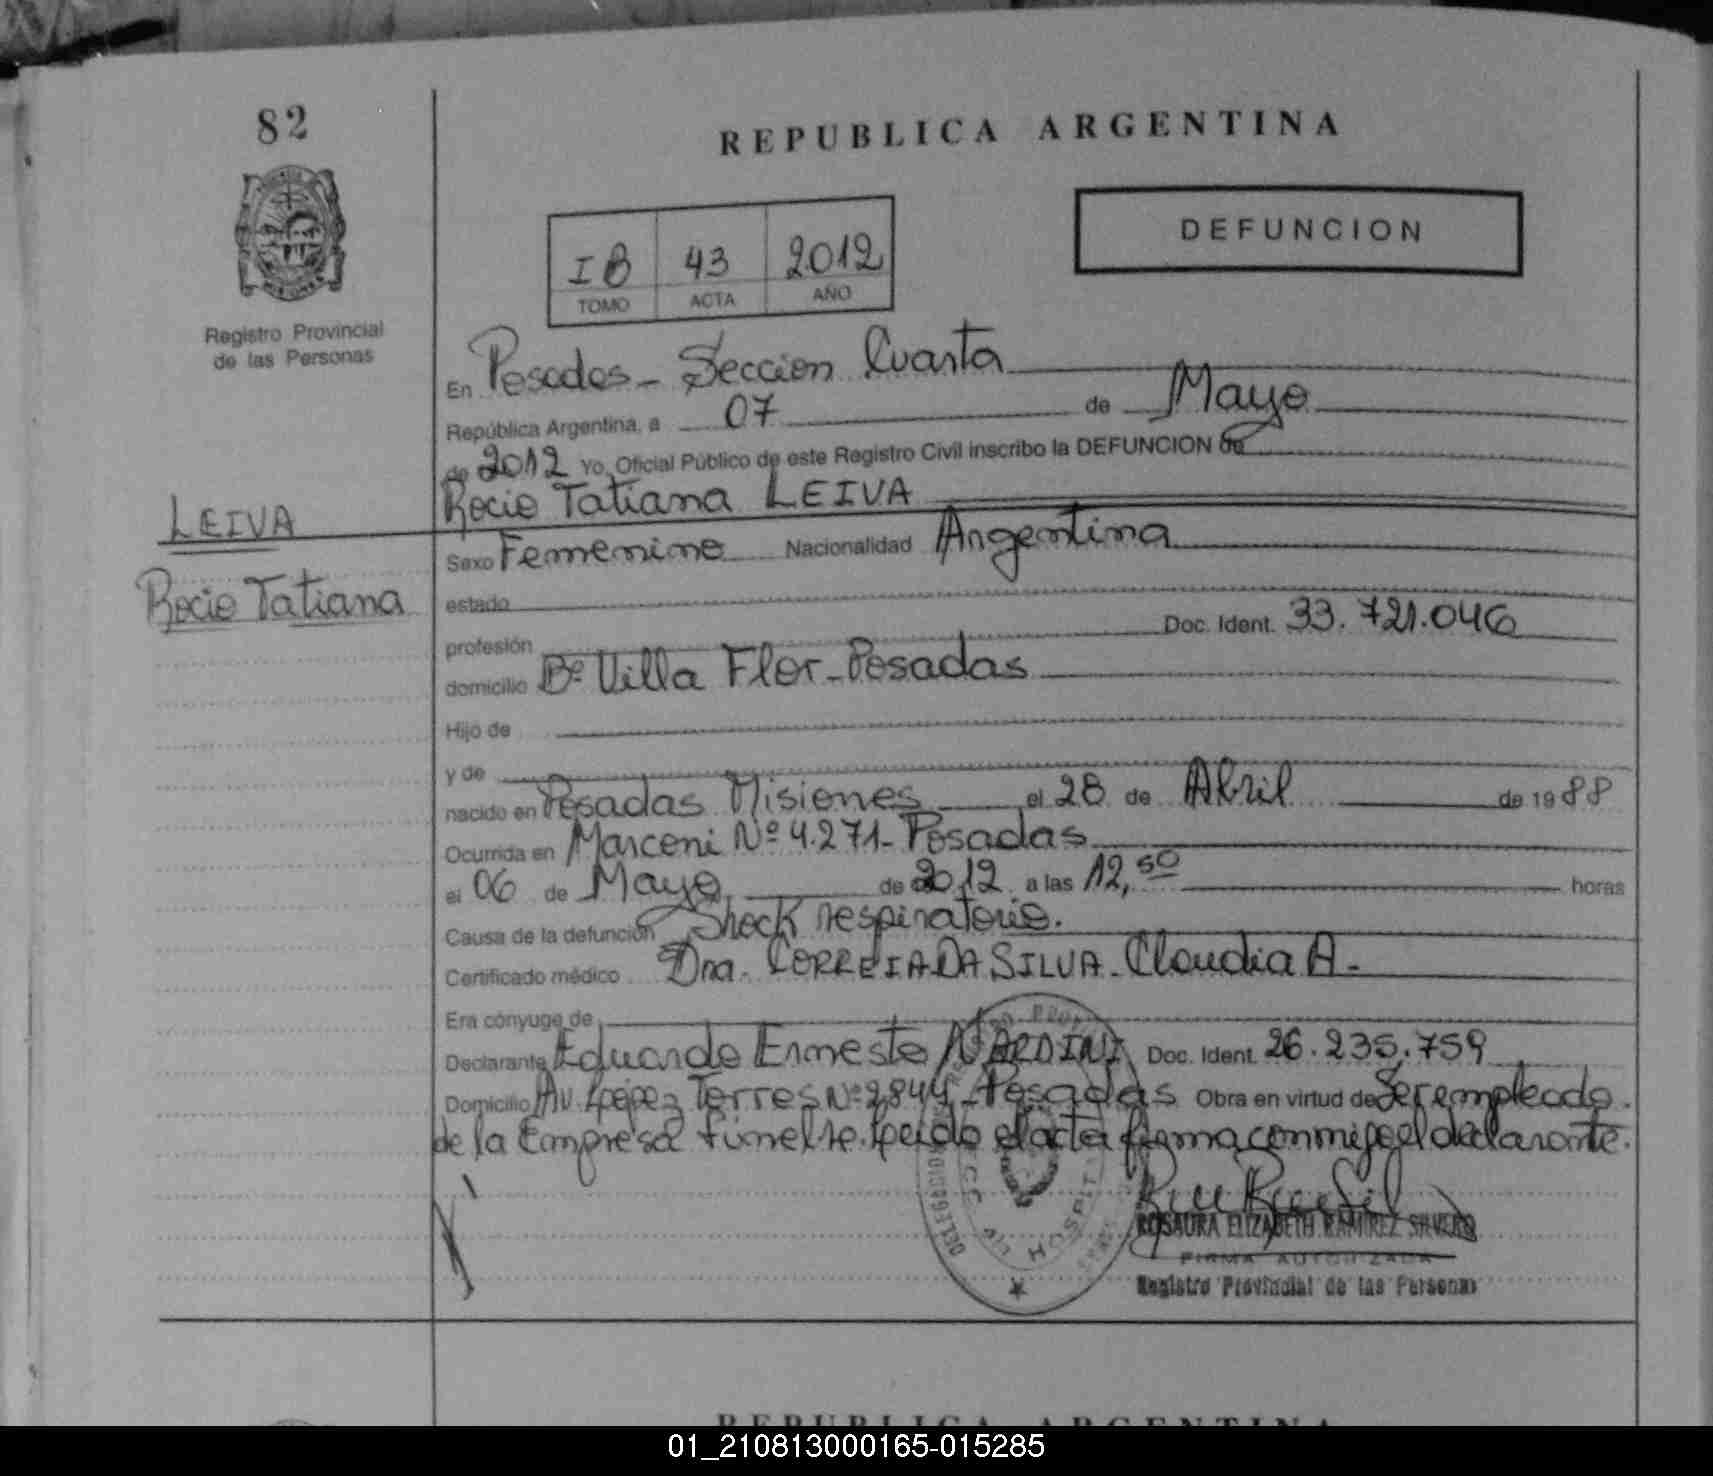 82
REPUBLICA ARGENTINA
DEFUNCION
IB 43 2012
TOMO ACTA AÑO
Registro Provincial
de las Personas
En Posadas - Seccion Cuarta
República Argentina, a 07 de Mayo
de 2012 Yo, Oficial Público de este Registro Civil inscribo la DEFUNCION de
Rocio Tatiana LEIVA
LEIVA
Rocio Tatiana
Sexo Femenino Nacionalidad Argentina
estado
profesión Doc. Ident. 33.721.046
domicilio Bº Villa Flor - Posadas
Hijo de
y de
nacido en Posadas Misiones el 28 de Abril de 1988
Ocurrida en Marconi Nº 4.271 - Posadas
el 06 de Mayo de 2012 a las 12,50 horas
Causa de la defunción Shock respiratorio.
Certificado médico Dra. CORREIA DA SILVA - Claudia A -
Era cónyuge de
Declarante Eduardo Ernesto NARDINI Doc. Ident. 26.235.759
Domicilio Av. López Torres Nº 2844 - Posadas Obra en virtud de Ser empleado
de la Empresa fúnebre. Leido el acta firma conmigo el declarante.
ROSAURA ELIZABETH RAMIREZ SILVERO
FIRMA AUTORIZADA
Registro Provincial de las Personas
HOSPITAL
REPUBLICA ARGENTINA
01_210813000165-015285